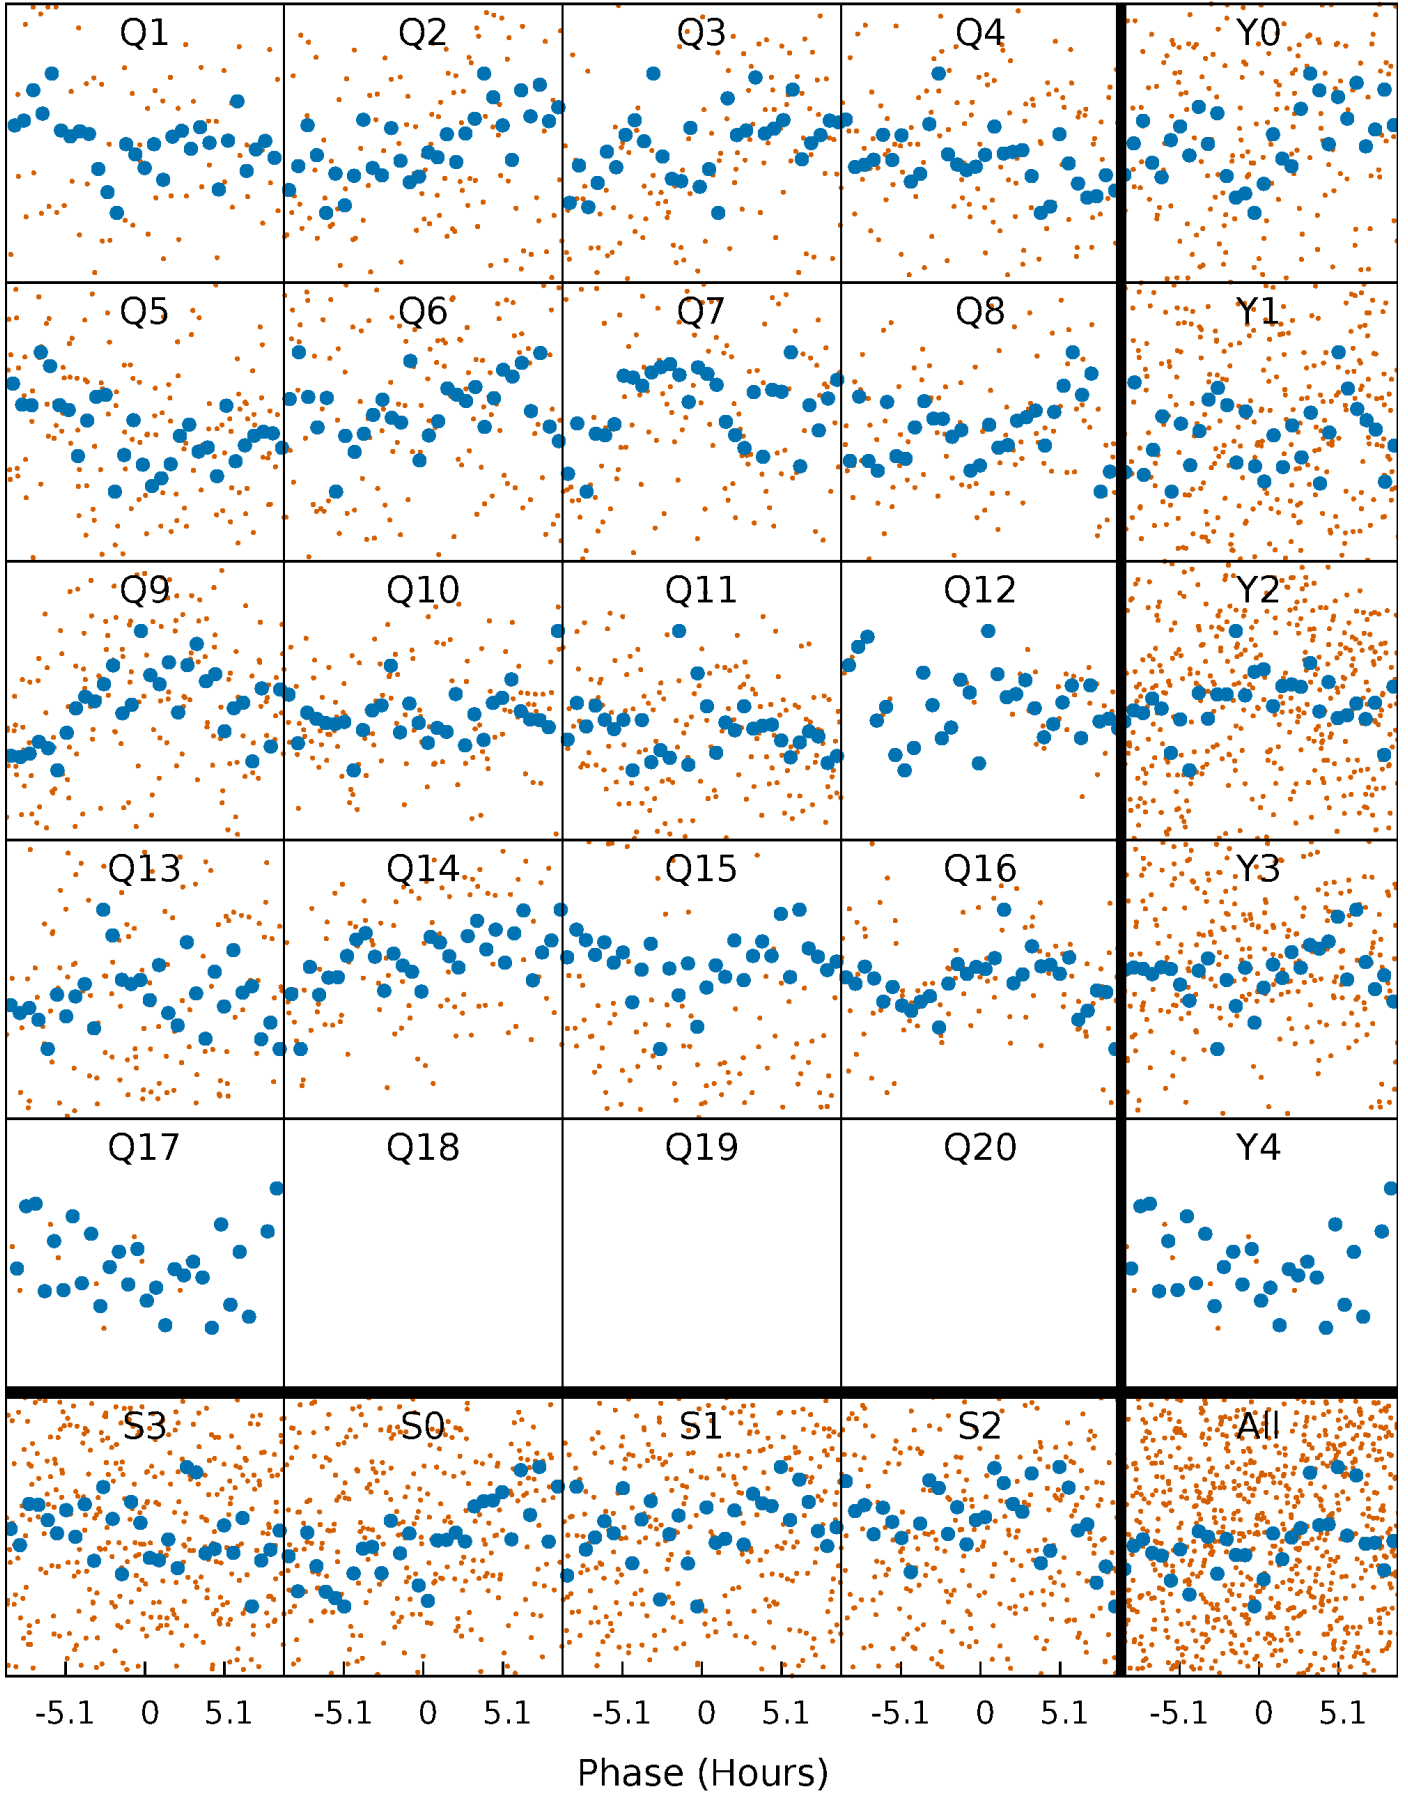 Q1 Q2 Q3 Q4 Y0
Q5 Q6 Q7 Q8 Y1
Q9 Q10 Q11 Q12 Y2
Q13 Q14 Q15 Q16 Y3
Q17 Q18 Q19 Q20 Y4
S3 S0 S1 S2 All
-5.1 0 5.1 -5.1 0 5.1 -5.1 0 5.1 -5.1 0 5.1 -5.1 0 5.1
Phase (Hours)